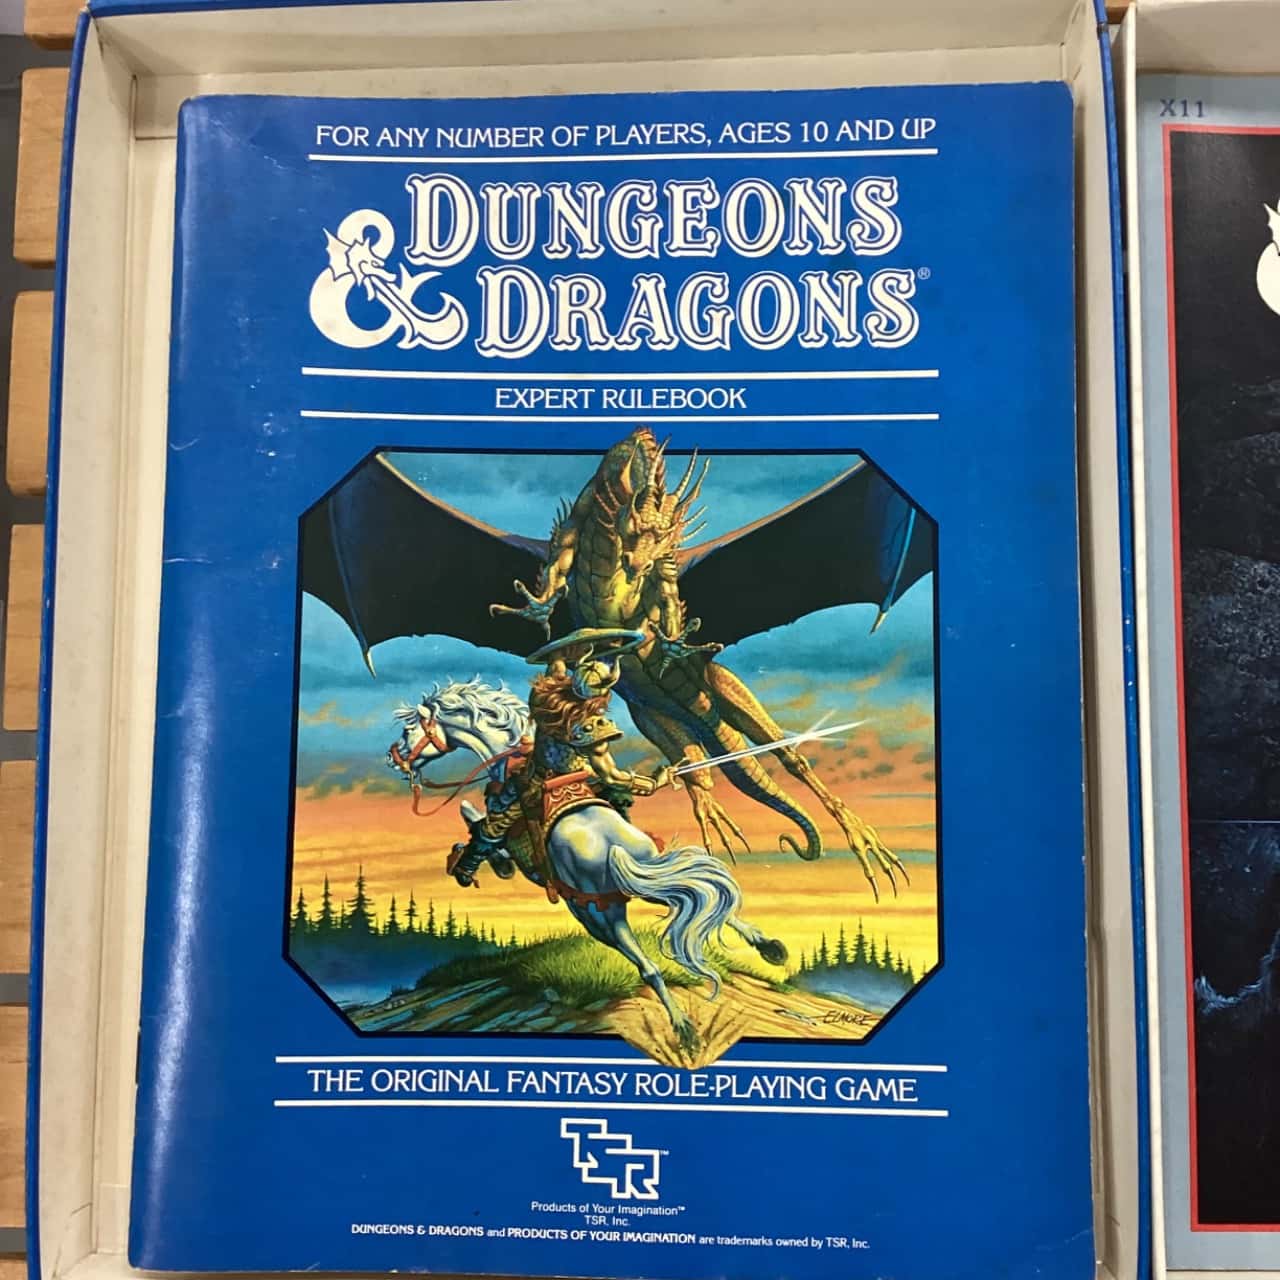 FOR ANY NUMBER OF PLAYERS, AGES 10 AND UP
DUNGEONS
& DRAGONS®
EXPERT RULEBOOK
ELMORE
THE ORIGINAL FANTASY ROLE-PLAYING GAME
TSR™
Products of Your Imagination™
TSR, Inc.
DUNGEONS & DRAGONS and PRODUCTS OF YOUR IMAGINATION are trademarks owned by TSR, Inc.
X11